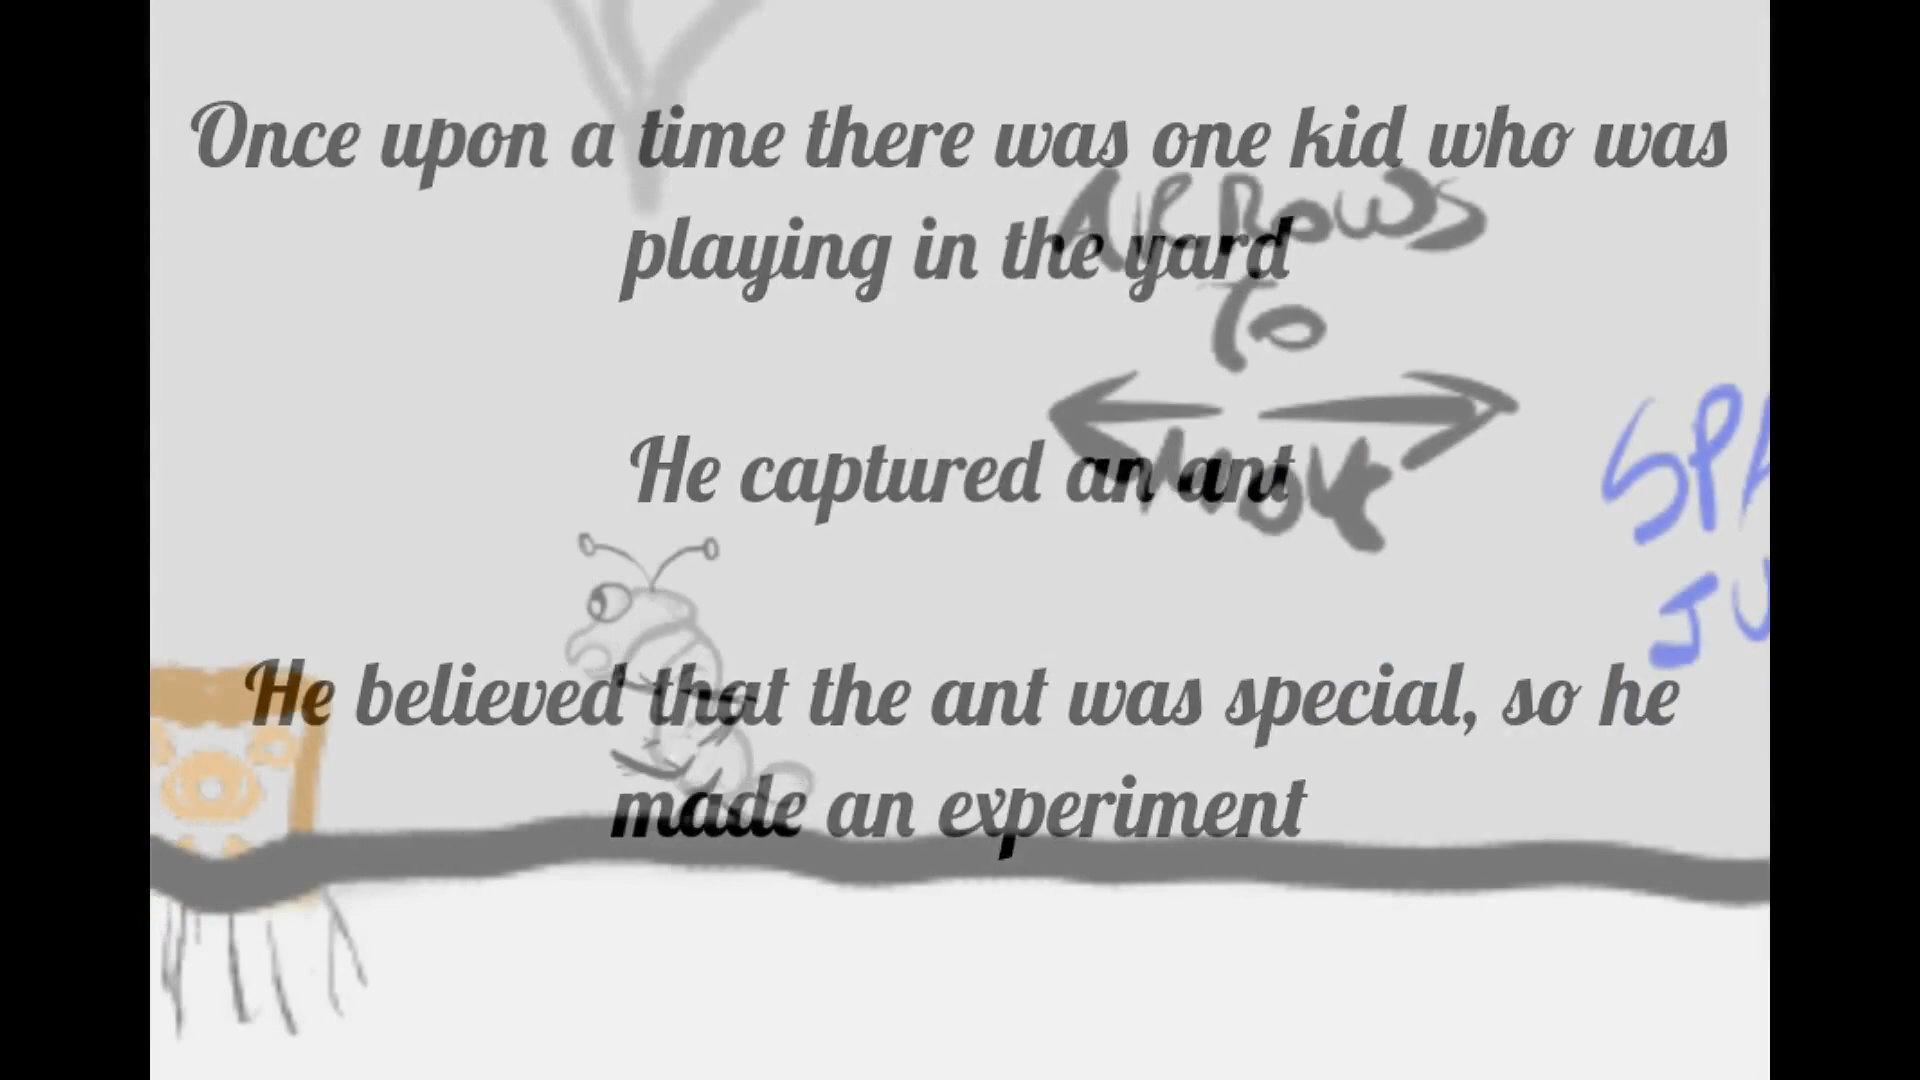 Once upon a time there was one kid who was
playing in the yard
ARROWS
TO
MOVE
He captured an ant
He believed that the ant was special, so he
made an experiment